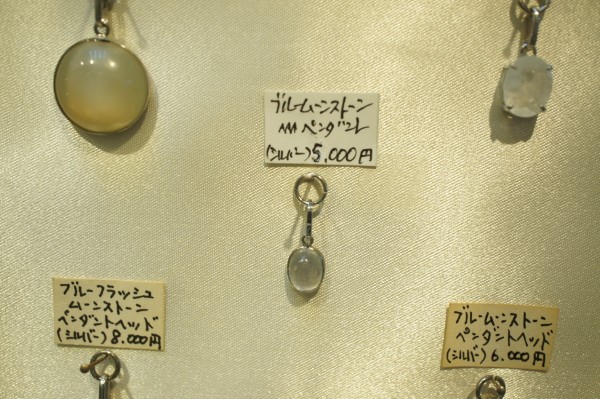 ブルームーンストーン
ペンダント
(シルバー)5,000円
ブルーフラッシュ
ムーンストーン
ペンダントヘッド
(シルバー)8.000円
ブルームーンストーン
ペンダントヘッド
(シルバー)6.000円